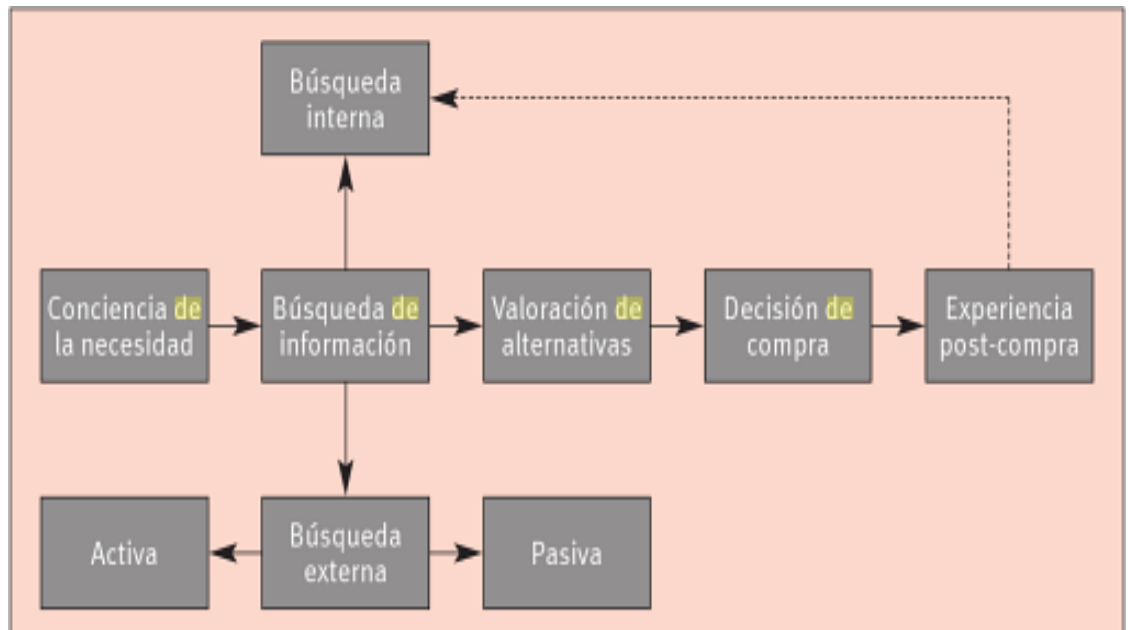 Búsqueda
interna
Conciencia de
la necesidad
Búsqueda de
información
Valoración de
alternativas
Decisión de
compra
Experiencia
post-compra
Activa
Búsqueda
externa
Pasiva